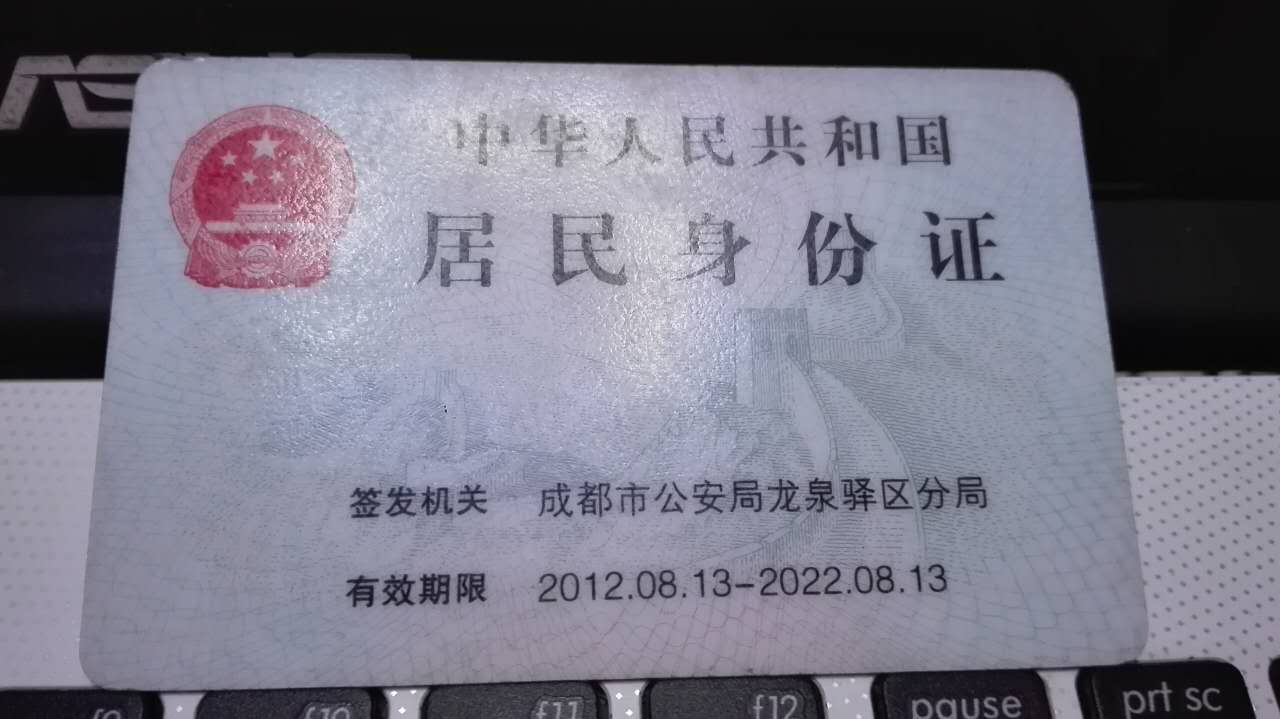 ASUS
中华人民共和国
居民身份证
签发机关 成都市公安局龙泉驿区分局
有效期限 2012.08.13-2022.08.13
f9 f10 f11 f12 pause prt sc